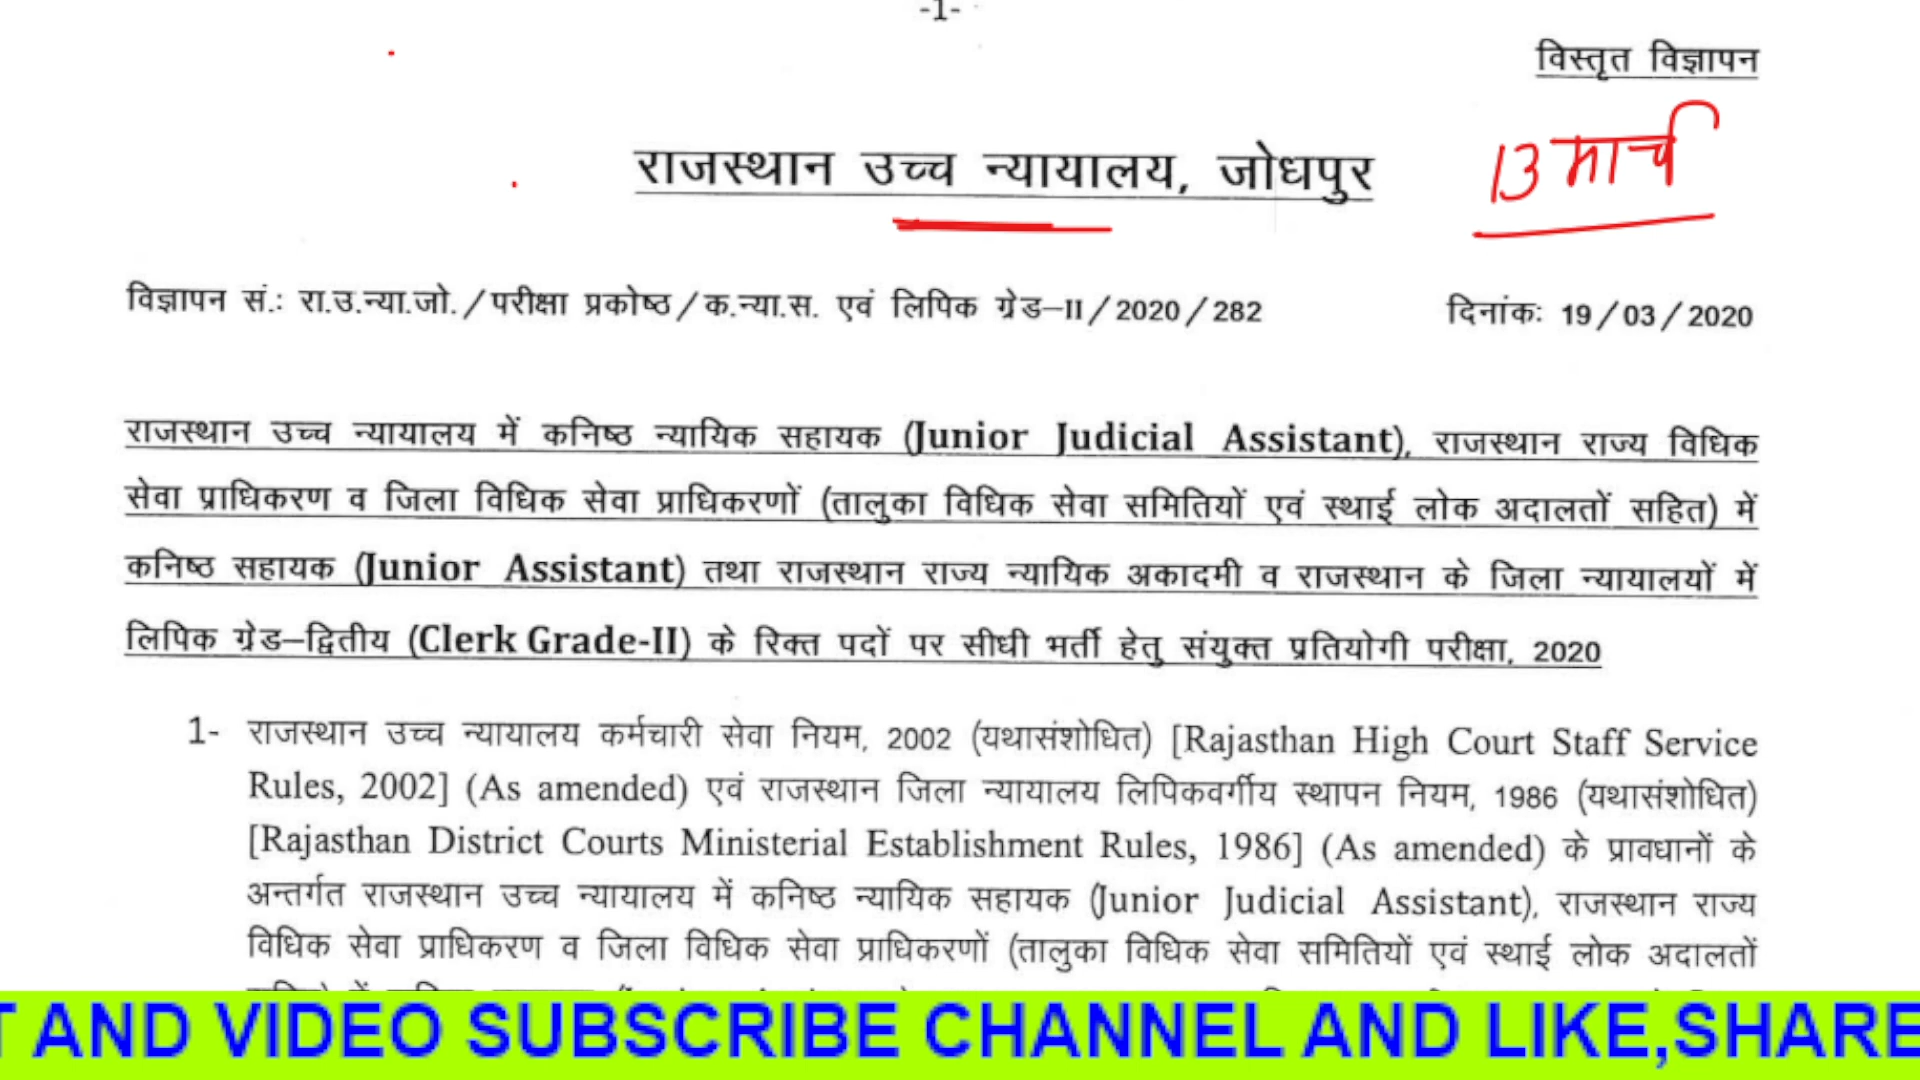 -1-
विस्तृत विज्ञापन
राजस्थान उच्च न्यायालय, जोधपुर
13 मार्च
विज्ञापन सं.: रा.उ.न्या.जो./परीक्षा प्रकोष्ठ/क.न्या.स. एवं लिपिक ग्रेड–II/2020/282 दिनांकः 19/03/2020
राजस्थान उच्च न्यायालय में कनिष्ठ न्यायिक सहायक (Junior Judicial Assistant), राजस्थान राज्य विधिक
सेवा प्राधिकरण व जिला विधिक सेवा प्राधिकरणों (तालुका विधिक सेवा समितियों एवं स्थाई लोक अदालतों सहित) में
कनिष्ठ सहायक (Junior Assistant) तथा राजस्थान राज्य न्यायिक अकादमी व राजस्थान के जिला न्यायालयों में
लिपिक ग्रेड–द्वितीय (Clerk Grade-II) के रिक्त पदों पर सीधी भर्ती हेतु संयुक्त प्रतियोगी परीक्षा, 2020
1- राजस्थान उच्च न्यायालय कर्मचारी सेवा नियम, 2002 (यथासंशोधित) [Rajasthan High Court Staff Service
Rules, 2002] (As amended) एवं राजस्थान जिला न्यायालय लिपिकवर्गीय स्थापन नियम, 1986 (यथासंशोधित)
[Rajasthan District Courts Ministerial Establishment Rules, 1986] (As amended) के प्रावधानों के
अन्तर्गत राजस्थान उच्च न्यायालय में कनिष्ठ न्यायिक सहायक (Junior Judicial Assistant), राजस्थान राज्य
विधिक सेवा प्राधिकरण व जिला विधिक सेवा प्राधिकरणों (तालुका विधिक सेवा समितियों एवं स्थाई लोक अदालतों
T AND VIDEO SUBSCRIBE CHANNEL AND LIKE,SHARE